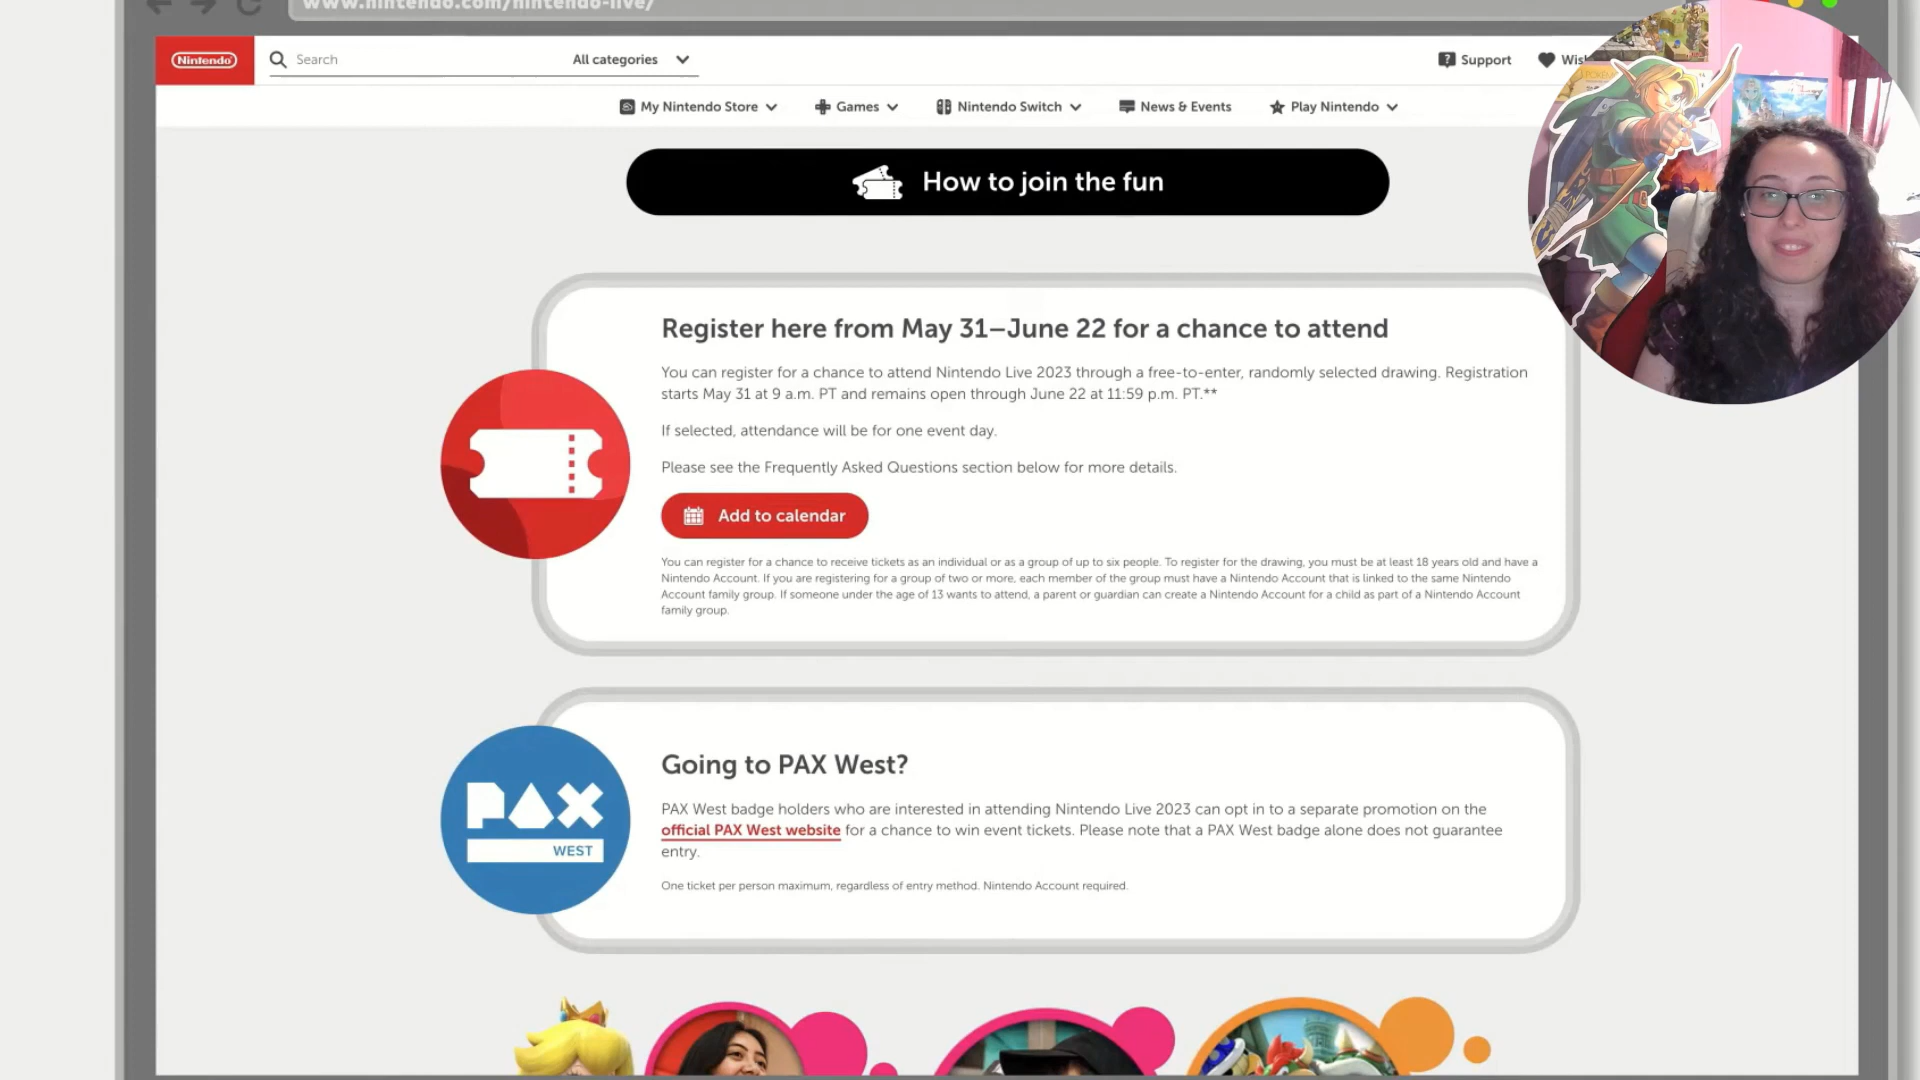 www.nintendo.com/nintendo-live/
Nintendo
Search
All categories
Support
My Nintendo Store
Games
Nintendo Switch
News & Events
Play Nintendo
How to join the fun
Register here from May 31–June 22 for a chance to attend
You can register for a chance to attend Nintendo Live 2023 through a free-to-enter, randomly selected drawing. Registration
starts May 31 at 9 a.m. PT and remains open through June 22 at 11:59 p.m. PT.**
If selected, attendance will be for one event day.
Please see the Frequently Asked Questions section below for more details.
Add to calendar
You can register for a chance to receive tickets as an individual or as a group of up to six people. To register for the drawing, you must be at least 18 years old and have a
Nintendo Account. If you are registering for a group of two or more, each member of the group must have a Nintendo Account that is linked to the same Nintendo
Account family group. If someone under the age of 13 wants to attend, a parent or guardian can create a Nintendo Account for a child as part of a Nintendo Account
family group.
PAX
WEST
Going to PAX West?
PAX West badge holders who are interested in attending Nintendo Live 2023 can opt in to a separate promotion on the
official PAX West website for a chance to win event tickets. Please note that a PAX West badge alone does not guarantee
entry.
One ticket per person maximum, regardless of entry method. Nintendo Account required.